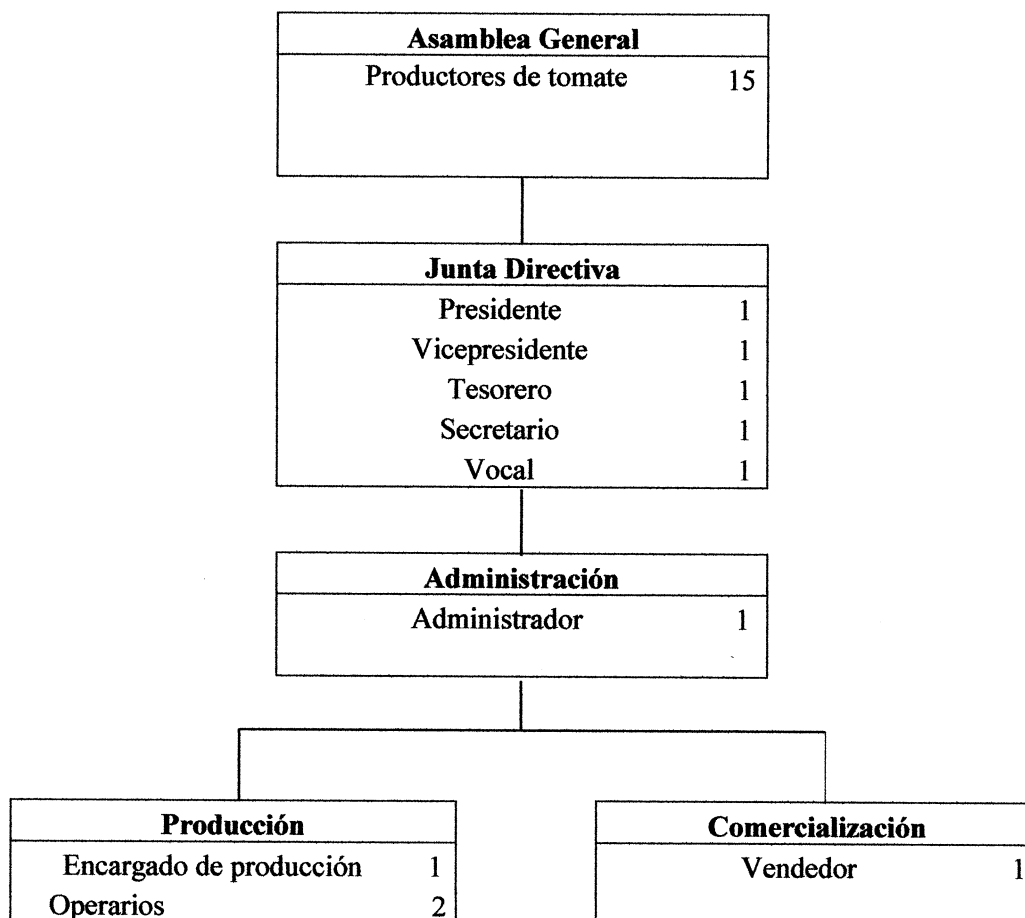 Asamblea General
Productores de tomate 15
Junta Directiva
Presidente 1
Vicepresidente 1
Tesorero 1
Secretario 1
Vocal 1
Administración
Administrador 1
Producción
Encargado de producción 1
Operarios 2
Comercialización
Vendedor 1